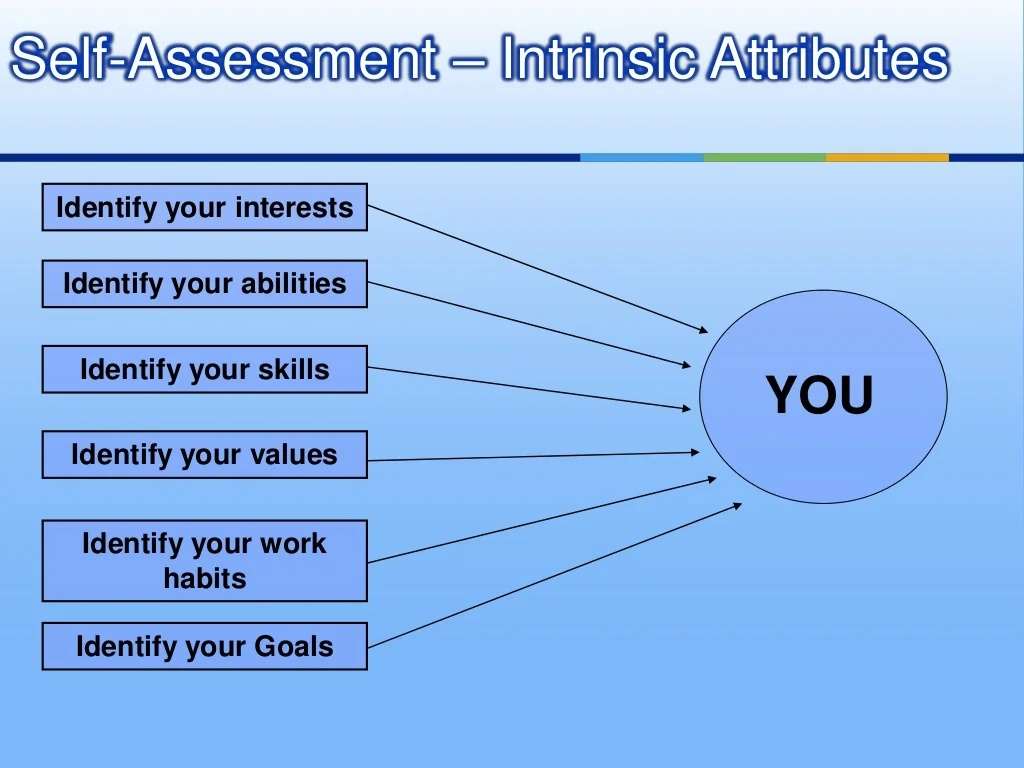 Self-Assessment – Intrinsic Attributes
Identify your interests
Identify your abilities
Identify your skills
Identify your values
Identify your work
habits
Identify your Goals
YOU